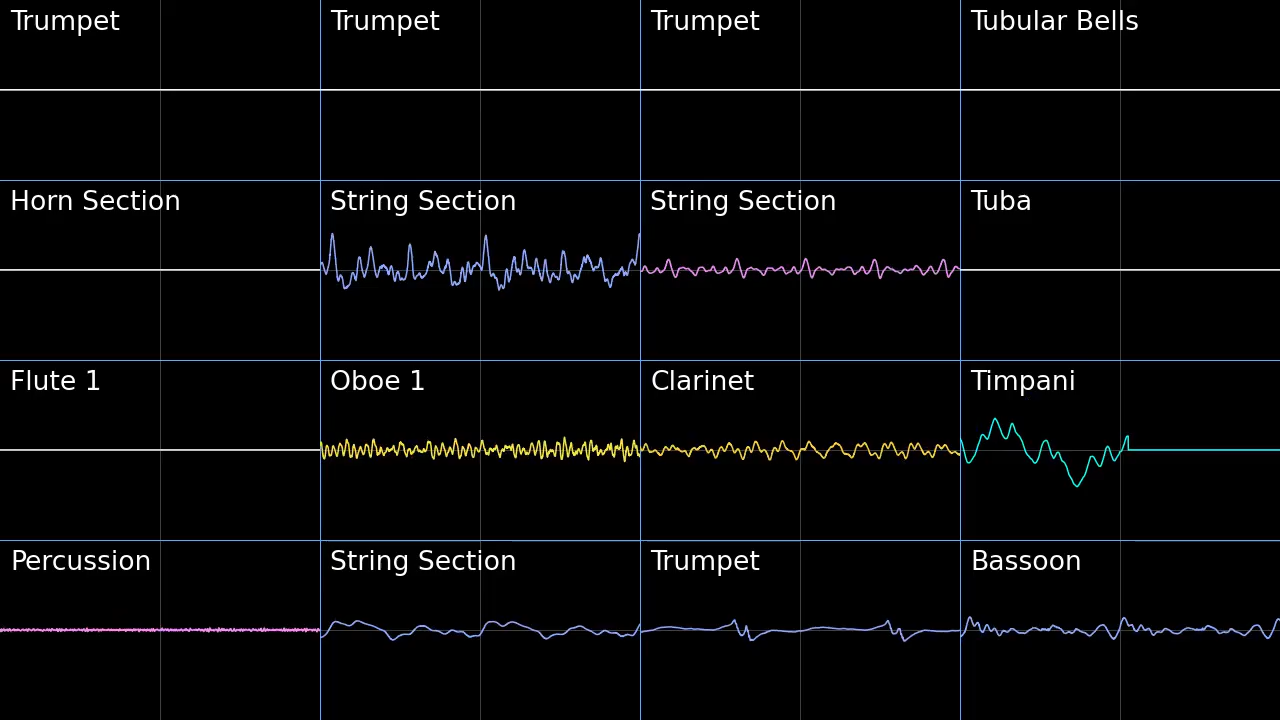 Trumpet
Trumpet
Trumpet
Tubular Bells
Horn Section
String Section
String Section
Tuba
Flute 1
Oboe 1
Clarinet
Timpani
Percussion
String Section
Trumpet
Bassoon